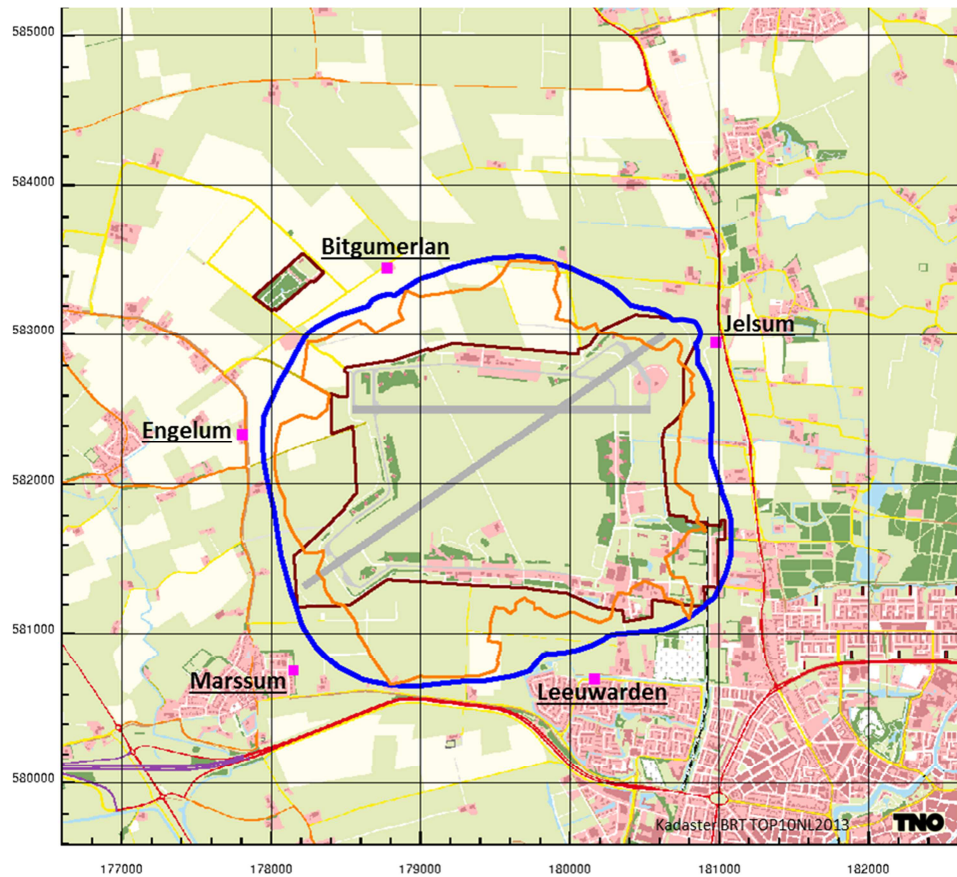 585000
584000
Bitgumerlan
583000
Jelsum
Engelum
582000
581000
Marssum
Leeuwarden
580000
Kadaster BRT TOP10NL2013
TNO
177000
178000
179000
180000
181000
182000